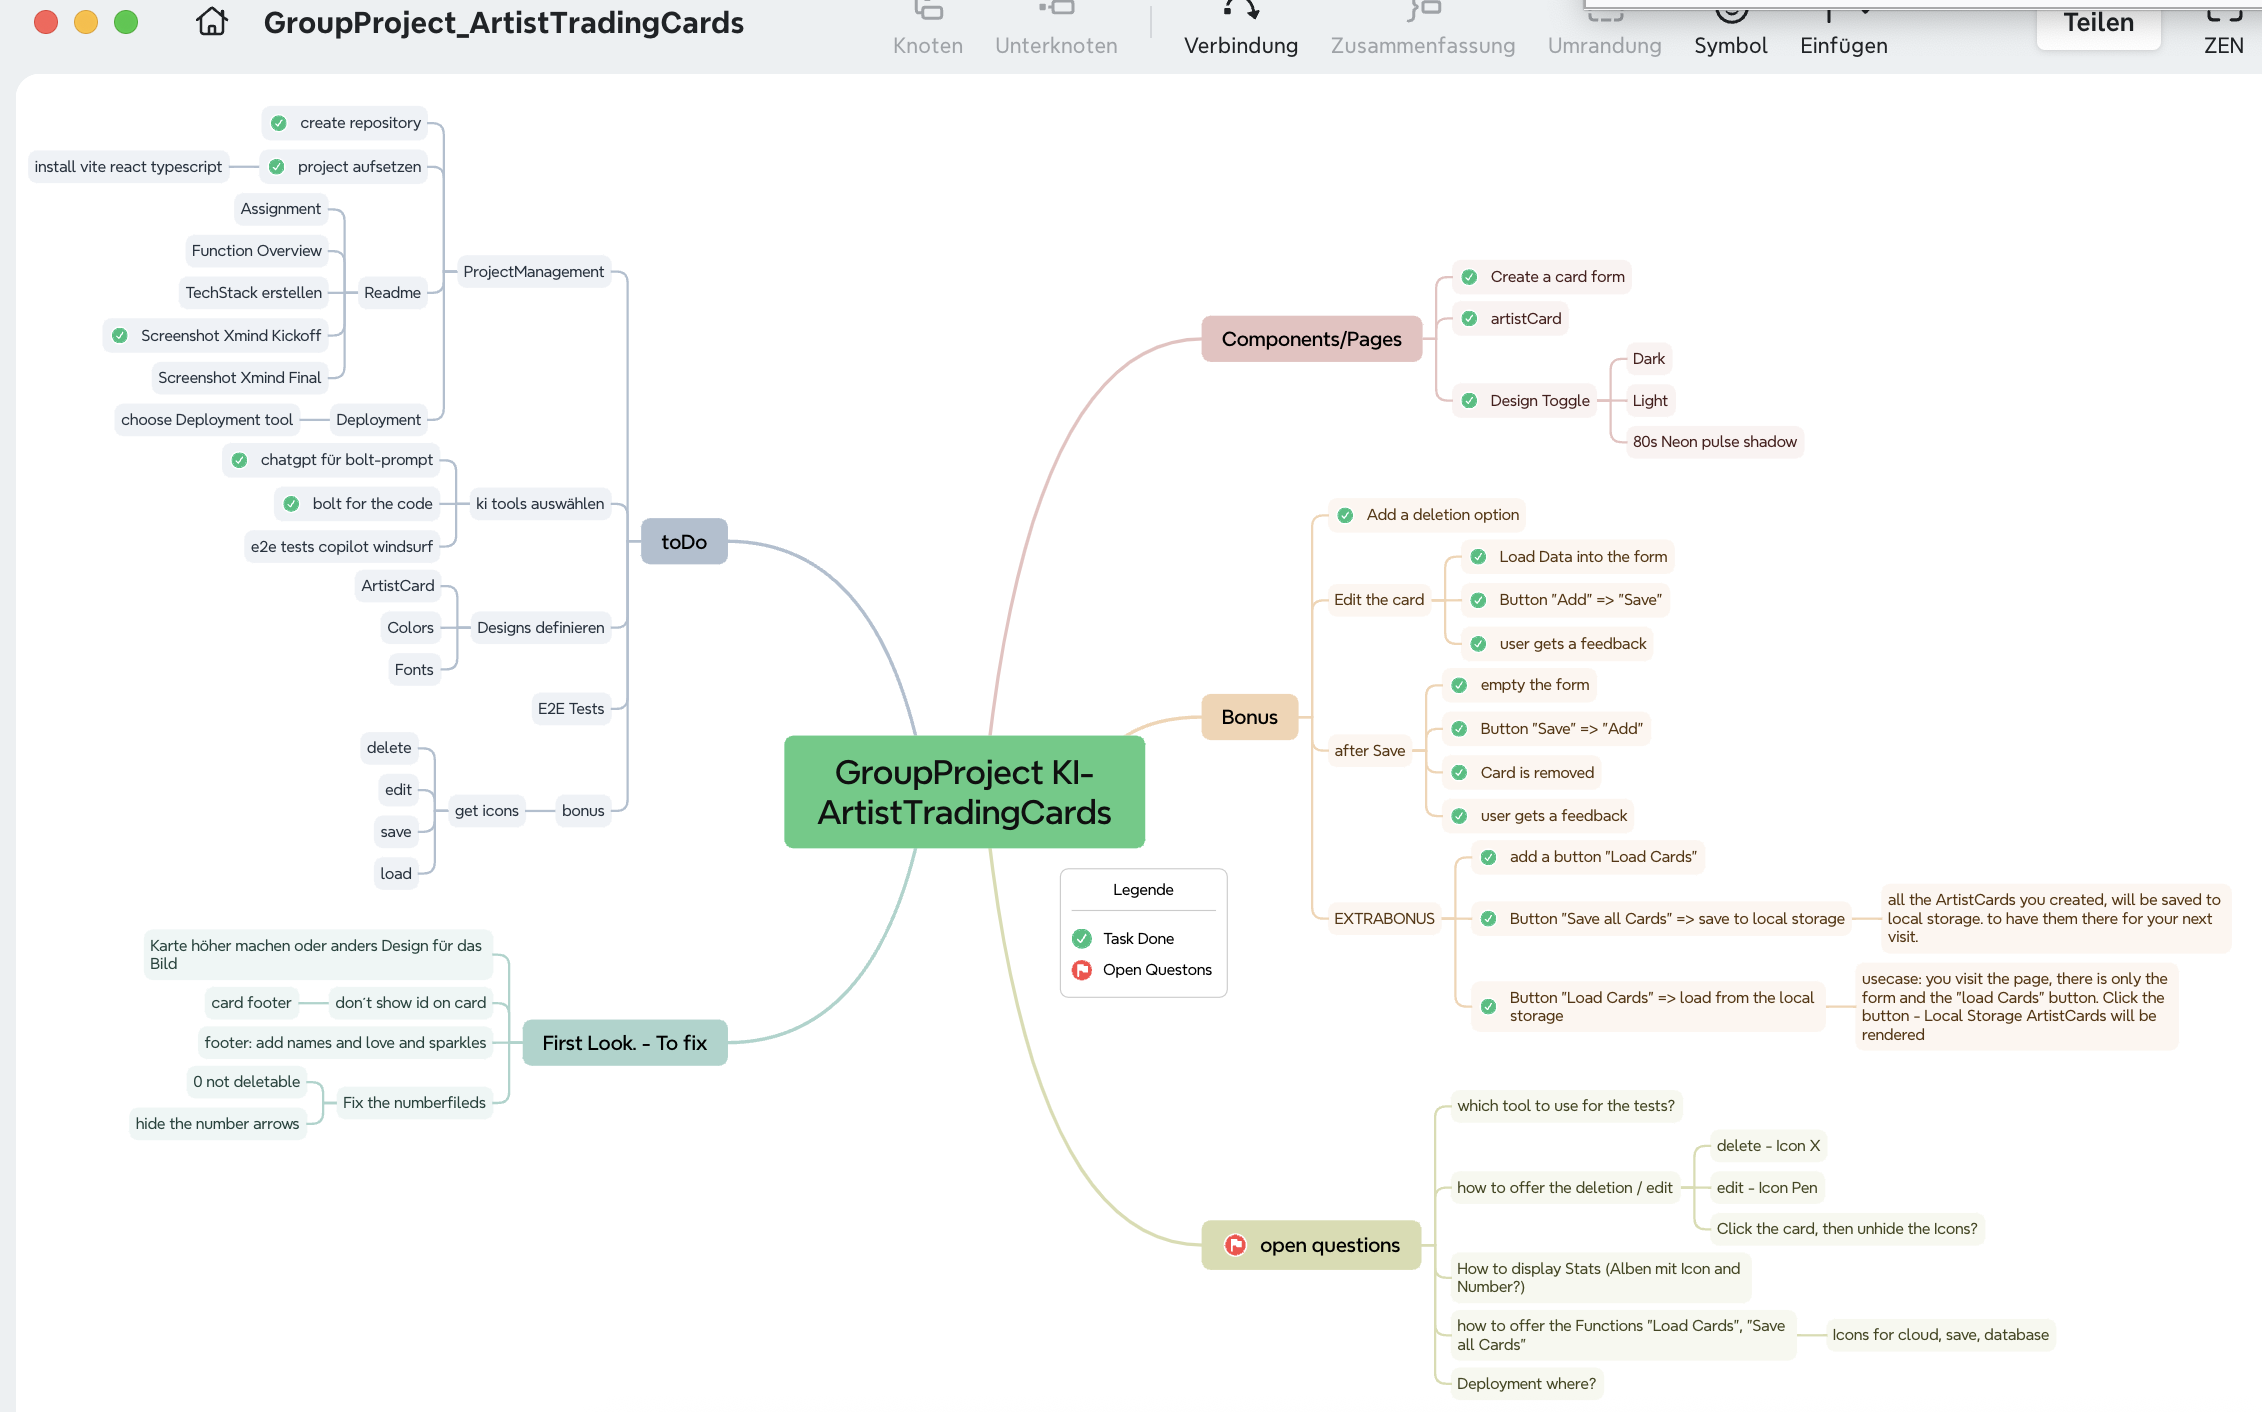 GroupProject_ArtistTradingCards
Knoten
Unterknoten
Verbindung
Zusammenfassung
Umrandung
Symbol
Einfügen
Teilen
ZEN
create repository
install vite react typescript
project aufsetzen
Assignment
Function Overview
TechStack erstellen
Readme
ProjectManagement
Screenshot Xmind Kickoff
Screenshot Xmind Final
choose Deployment tool
Deployment
chatgpt für bolt-prompt
bolt for the code
ki tools auswählen
e2e tests copilot windsurf
toDo
ArtistCard
Colors
Designs definieren
Fonts
E2E Tests
delete
edit
get icons
bonus
save
load
GroupProject KI-
ArtistTradingCards
Karte höher machen oder anders Design für das
Bild
card footer
don´t show id on card
footer: add names and love and sparkles
First Look. - To fix
0 not deletable
Fix the numberfileds
hide the number arrows
Legende
Task Done
Open Questons
Components/Pages
Create a card form
artistCard
Design Toggle
Dark
Light
80s Neon pulse shadow
Bonus
Add a deletion option
Edit the card
Load Data into the form
Button "Add" => "Save"
user gets a feedback
after Save
empty the form
Button "Save" => "Add"
Card is removed
user gets a feedback
EXTRABONUS
add a button "Load Cards"
Button "Save all Cards" => save to local storage
all the ArtistCards you created, will be saved to
local storage. to have them there for your next
visit.
Button "Load Cards" => load from the local
storage
usecase: you visit the page, there is only the
form and the "load Cards" button. Click the
button - Local Storage ArtistCards will be
rendered
open questions
which tool to use for the tests?
how to offer the deletion / edit
delete - Icon X
edit - Icon Pen
Click the card, then unhide the Icons?
How to display Stats (Alben mit Icon and
Number?)
how to offer the Functions "Load Cards", "Save
all Cards"
Icons for cloud, save, database
Deployment where?